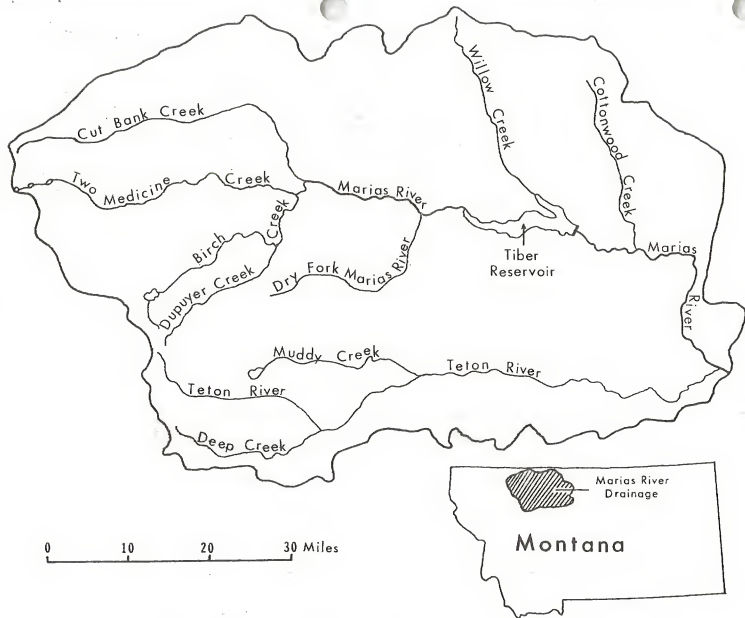 Willow Creek
Cottonwood Creek
Cut Bank Creek
Two Medicine Creek
Marias River
Birch Creek
Dupuyer Creek
Dry Fork Marias River
Tiber
Reservoir
Marias River
Muddy Creek
Teton River
Teton River
Deep Creek
Marias River
Drainage
Montana
0 10 20 30 Miles